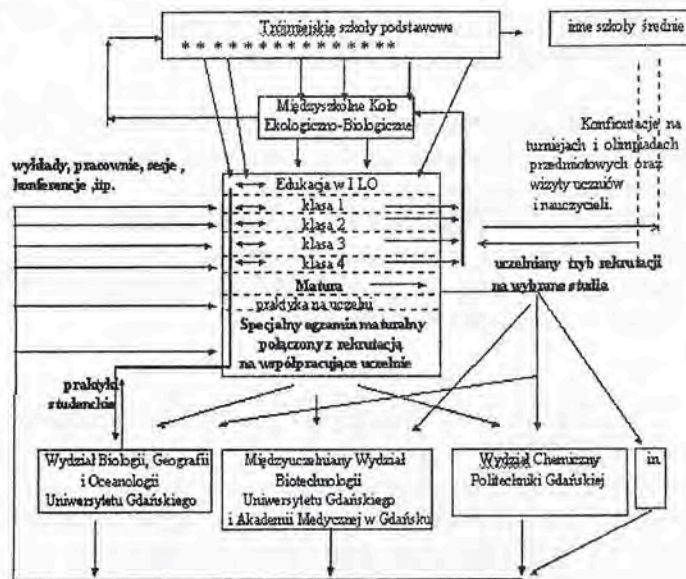 Trójmiejskie szkoły podstawowe
* * * * * * * * * * * * * * * *
inne szkoły średnie
Międzyszkolne Koło
Ekologiczno-Biologiczne
Konfrontacje na
turniejach i olimpiadach
przedmiotowych oraz
wizyty uczniów
i nauczycieli.
wykłady, pracownie, sesje,
konferencje, itp.
Edukacja w I LO
klasa 1
klasa 2
klasa 3
klasa 4
Matura
praktyka na uczelni
Specjalny egzamin maturalny
połączony z rekrutacją
na współpracujące uczelnie
uczelniany tryb rekrutacji
na wybrane studia
praktyki
studenckie
Wydział Biologii, Geografii
i Oceanologii
Uniwersytetu Gdańskiego
Międzyuczelniany Wydział
Biotechnologii
Uniwersytetu Gdańskiego
i Akademii Medycznej w Gdańsku
Wydział Chemiczny
Politechniki Gdańskiej
in